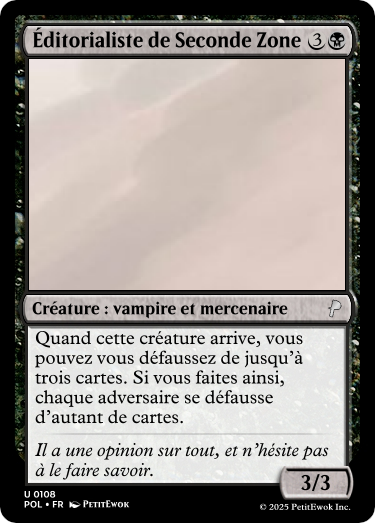 Éditorialiste de Seconde Zone 3
Créature : vampire et mercenaire
Quand cette créature arrive, vous
pouvez vous défaussez de jusqu'à
trois cartes. Si vous faites ainsi,
chaque adversaire se défausse
d'autant de cartes.
Il a une opinion sur tout, et n'hésite pas
à le faire savoir.
3/3
U 0108
POL • FR PetitEwok
© 2025 PetitEwok Inc.